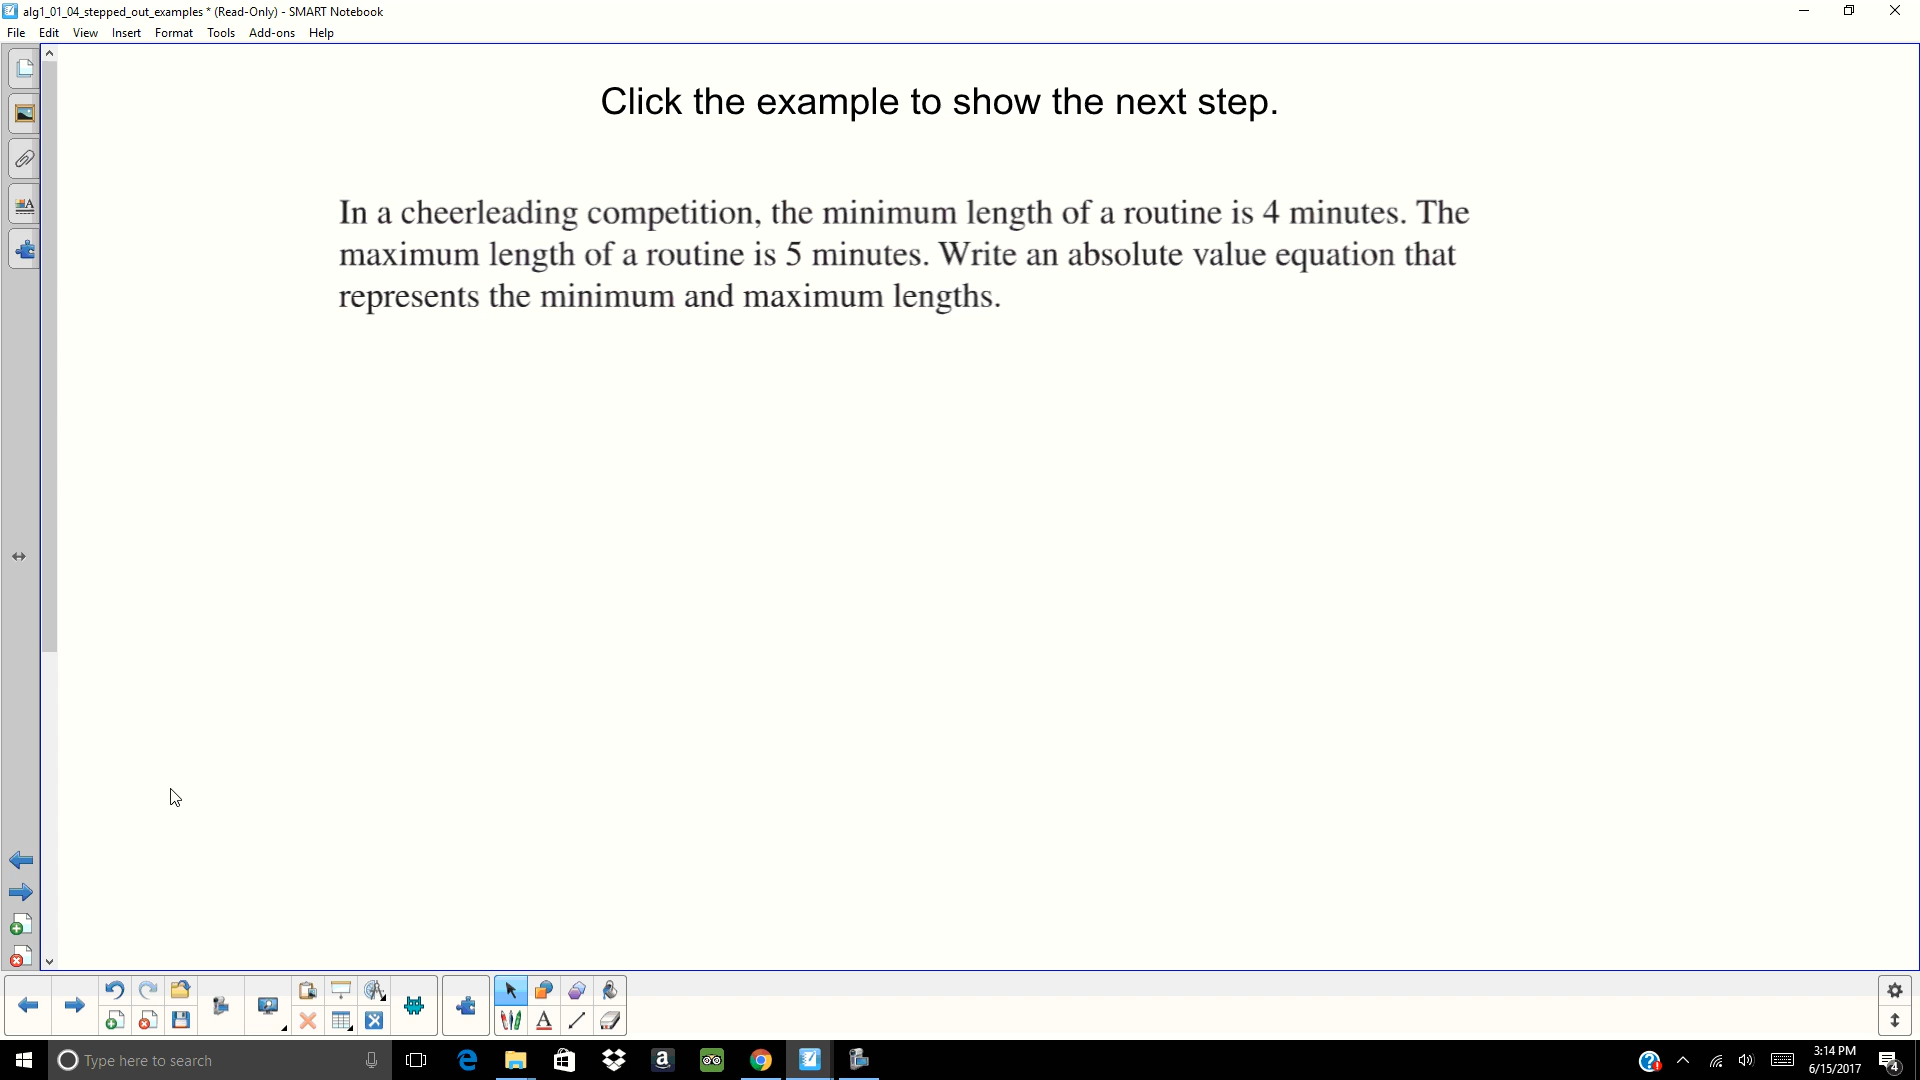 alg1_01_04_stepped_out_examples * (Read-Only) - SMART Notebook
File Edit View Insert Format Tools Add-ons Help
Click the example to show the next step.
In a cheerleading competition, the minimum length of a routine is 4 minutes. The
maximum length of a routine is 5 minutes. Write an absolute value equation that
represents the minimum and maximum lengths.
Type here to search
3:14 PM
6/15/2017
4